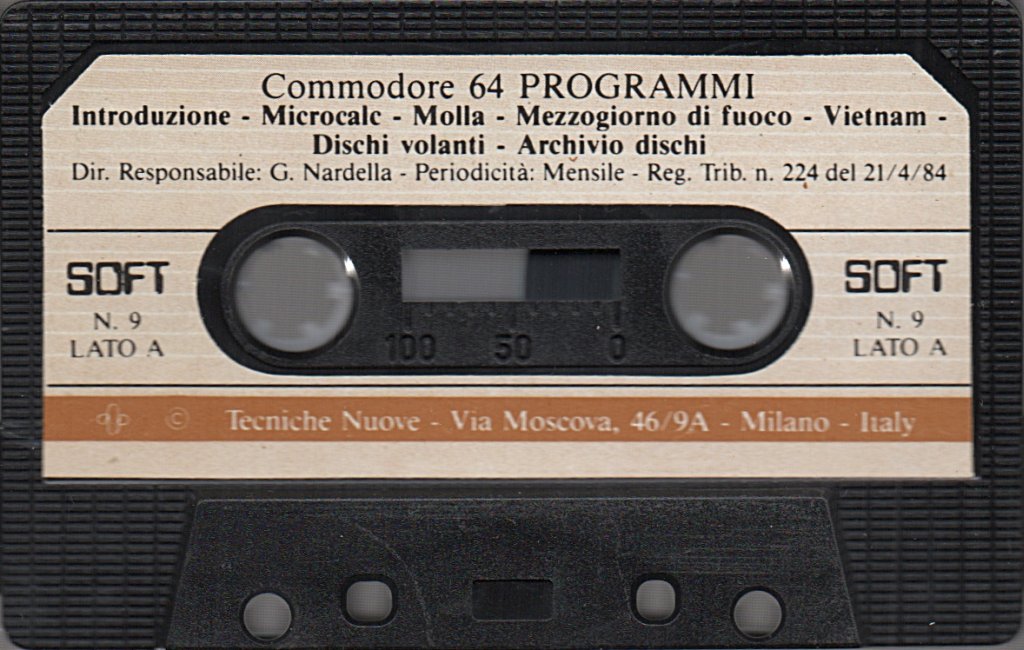 Commodore 64 PROGRAMMI
Introduzione - Microcalc - Molla - Mezzogiorno di fuoco - Vietnam -
Dischi volanti - Archivio dischi
Dir. Responsabile: G. Nardella - Periodicità: Mensile - Reg. Trib. n. 224 del 21/4/84
SOFT
N. 9
LATO A
100 50 0
SOFT
N. 9
LATO A
© Tecniche Nuove - Via Moscova, 46/9A - Milano - Italy